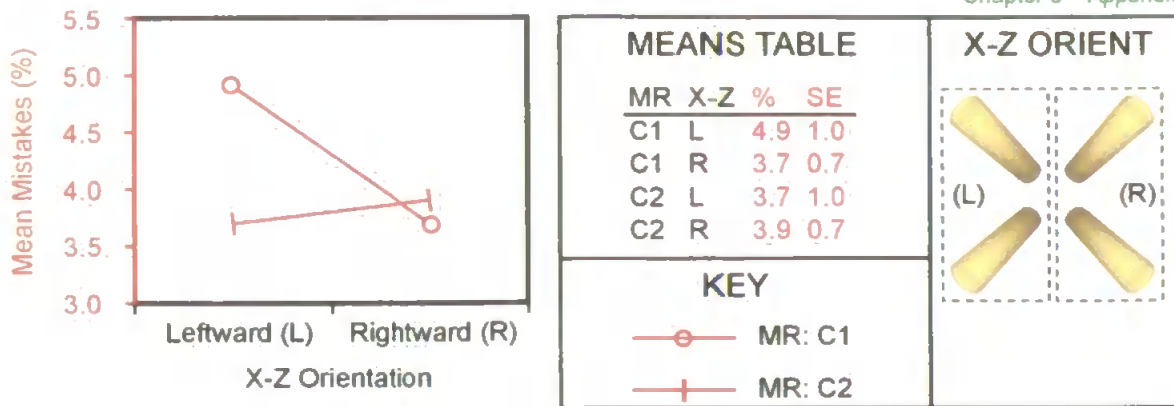 5.5
5.0
4.5
4.0
3.5
3.0
Mean Mistakes (%)
Leftward (L) Rightward (R)
X-Z Orientation
MEANS TABLE
MR X-Z % SE
C1 L 4.9 1.0
C1 R 3.7 0.7
C2 L 3.7 1.0
C2 R 3.9 0.7
KEY
MR: C1
MR: C2
X-Z ORIENT
(L) (R)